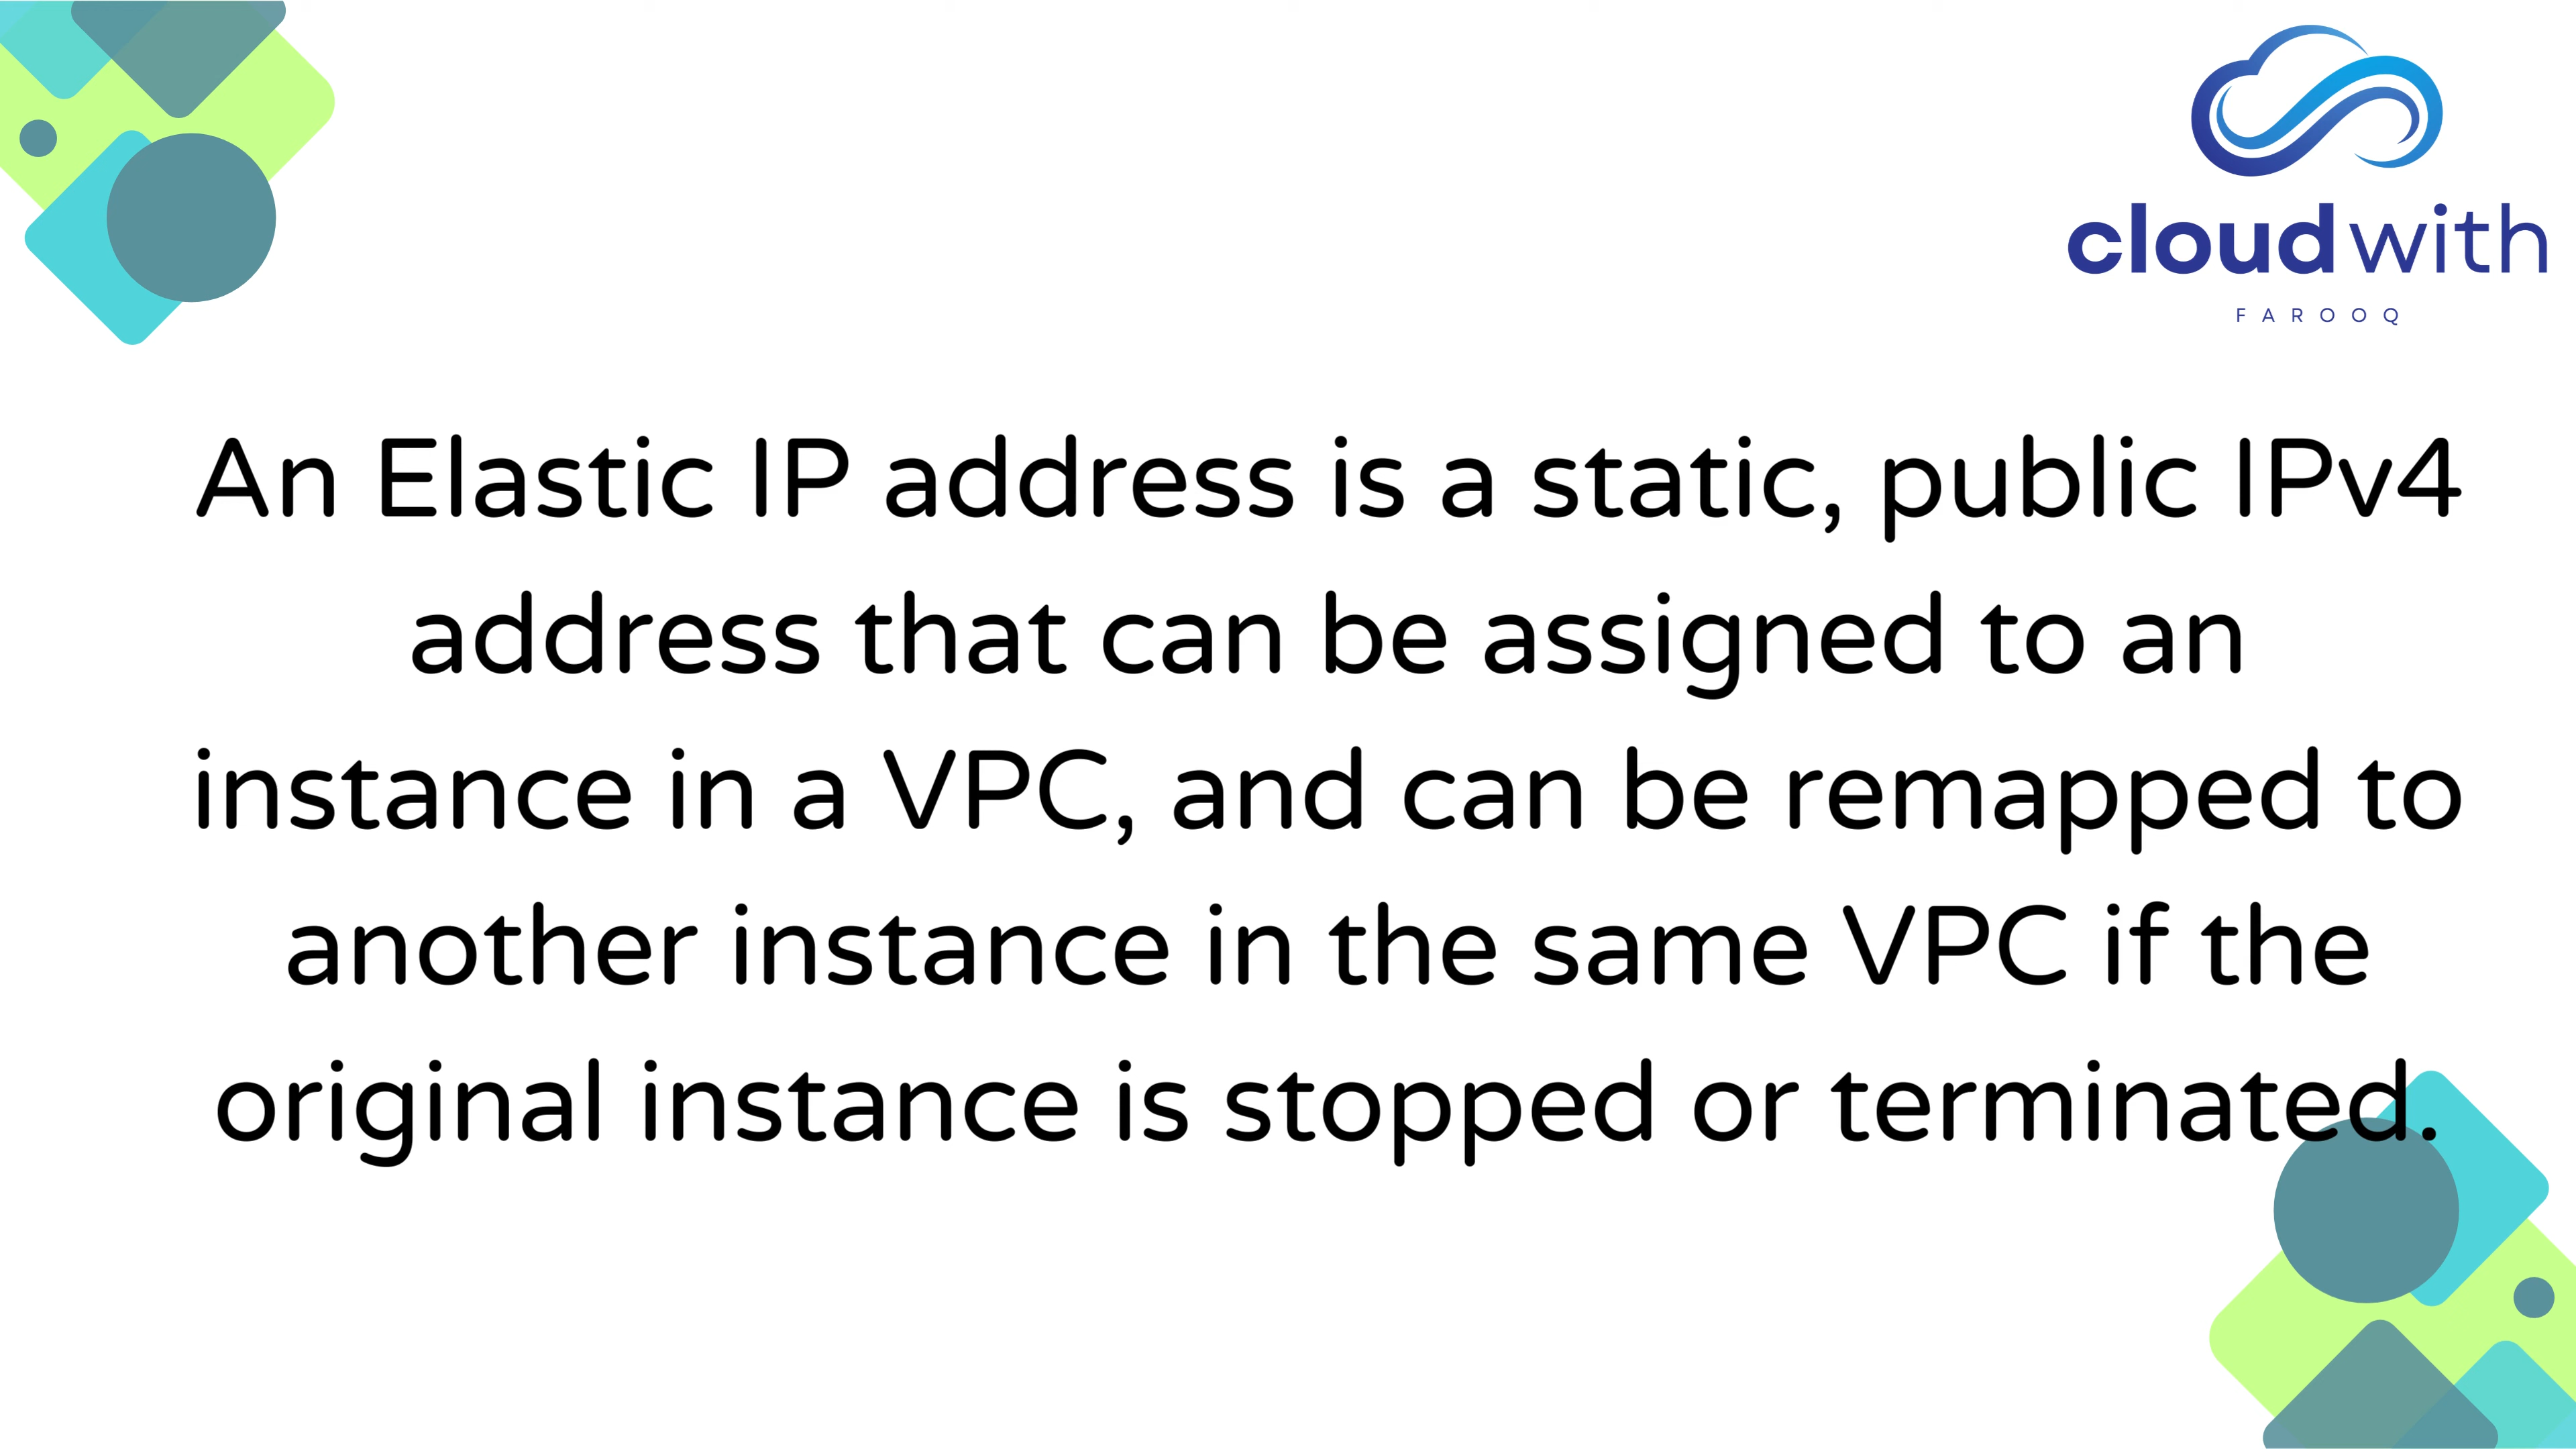 cloudwith
FAROOQ
An Elastic IP address is a static, public IPv4
address that can be assigned to an
instance in a VPC, and can be remapped to
another instance in the same VPC if the
original instance is stopped or terminated.